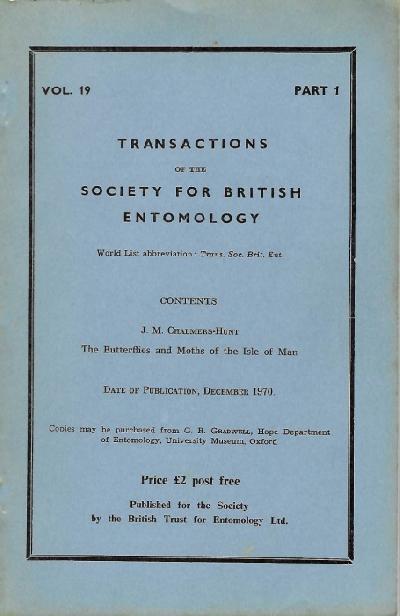 VOL. 19 PART 1
TRANSACTIONS
OF THE
SOCIETY FOR BRITISH
ENTOMOLOGY
World List abbreviation: Trans. Soc. Brit. Ent.
CONTENTS
J. M. CHALMERS-HUNT
The Butterflies and Moths of the Isle of Man
DATE OF PUBLICATION, DECEMBER 1970.
Copies may be purchased from G. R. GRADWELL, Hope Department
of Entomology, University Museum, Oxford.
Price £2 post free
Published for the Society
by the British Trust for Entomology Ltd.